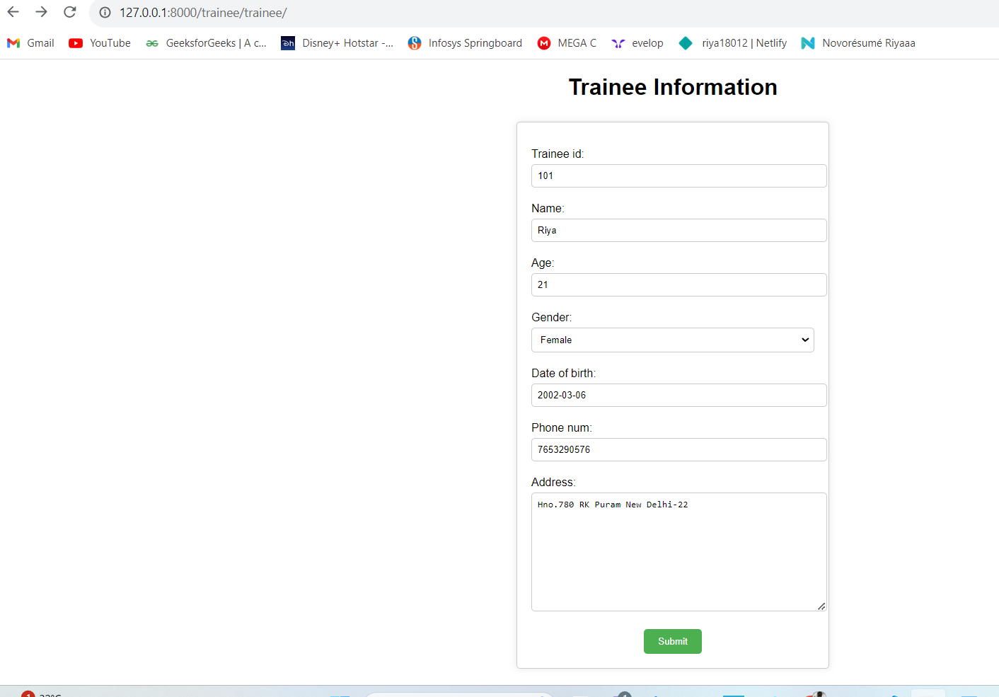 127.0.0.1:8000/trainee/trainee/
Gmail YouTube GeeksforGeeks | A c... Disney+ Hotstar -... Infosys Springboard MEGA C evelop riya18012 | Netlify Novorésumé Riyaaa
Trainee Information
Trainee id:
101
Name:
Riya
Age:
21
Gender:
Female
Date of birth:
2002-03-06
Phone num:
7653290576
Address:
Hno.780 RK Puram New Delhi-22
Submit